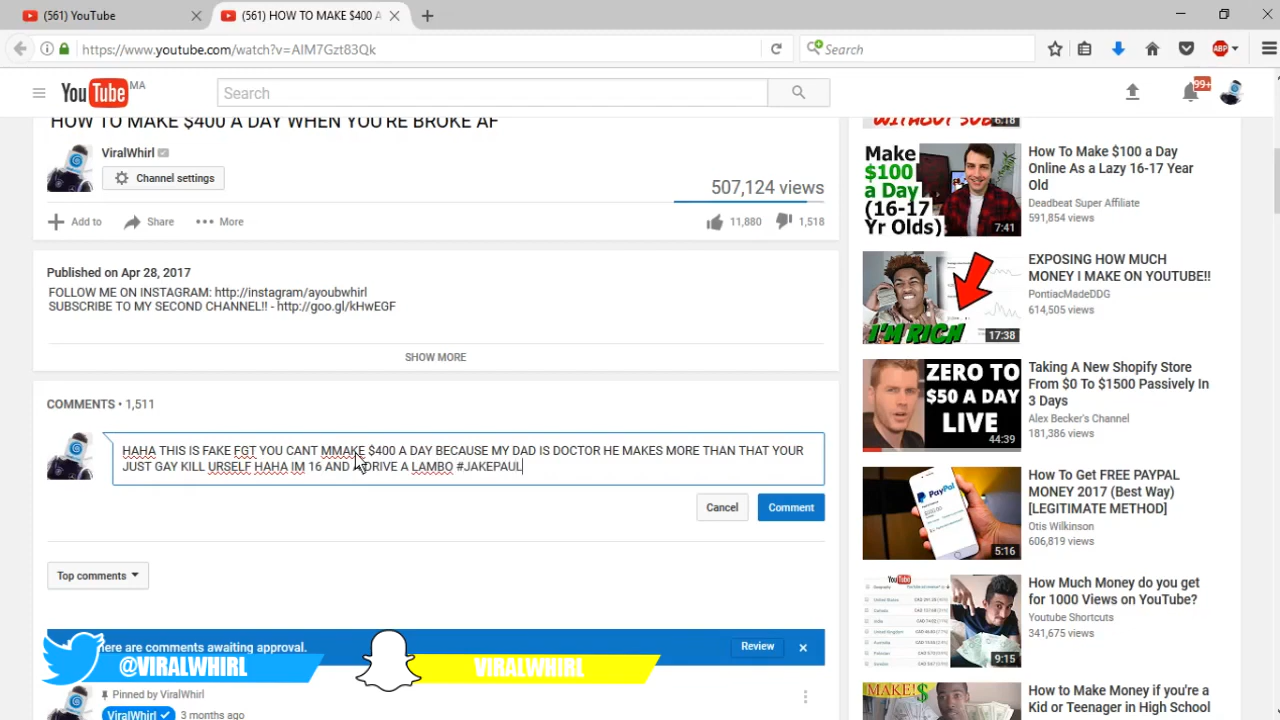 (561) YouTube
(561) HOW TO MAKE $400 A
https://www.youtube.com/watch?v=AIM7Gzt83Qk
Search
ABP
YouTube MA
Search
99+
HOW TO MAKE $400 A DAY WHEN YOU'RE BROKE AF
ViralWhirl
Channel settings
507,124 views
Add to
Share
More
11,880
1,518
Published on Apr 28, 2017
FOLLOW ME ON INSTAGRAM: http://instagram/ayoubwhirl
SUBSCRIBE TO MY SECOND CHANNEL!! - http://goo.gl/kHwEGF
SHOW MORE
COMMENTS • 1,511
HAHA THIS IS FAKE FGT YOU CANT MMAKE $400 A DAY BECAUSE MY DAD IS DOCTOR HE MAKES MORE THAN THAT YOUR
JUST GAY KILL URSELF HAHA IM 16 AND I DRIVE A LAMBO #JAKEPAUL
Cancel
Comment
Top comments
here are comments awaiting approval.
Review
@VIRALWHIRL
VIRALWHIRL
Pinned by ViralWhirl
ViralWhirl
3 months ago
WITHOUT SUB
6:18
Make
$100
a Day
(16-17
Yr Olds)
7:41
How To Make $100 a Day
Online As a Lazy 16-17 Year
Old
Deadbeat Super Affiliate
591,854 views
I'M RICH
17:38
EXPOSING HOW MUCH
MONEY I MAKE ON YOUTUBE!!
PontiacMadeDDG
614,505 views
ZERO TO
$50 A DAY
LIVE
44:39
Taking A New Shopify Store
From $0 To $1500 Passively In
3 Days
Alex Becker's Channel
181,386 views
PayPal
5:16
How To Get FREE PAYPAL
MONEY 2017 (Best Way)
[LEGITIMATE METHOD]
Otis Wilkinson
606,819 views
YouTube
9:15
How Much Money do you get
for 1000 Views on YouTube?
Youtube Shortcuts
341,675 views
MAKE $
How to Make Money if you're a
Kid or Teenager in High School